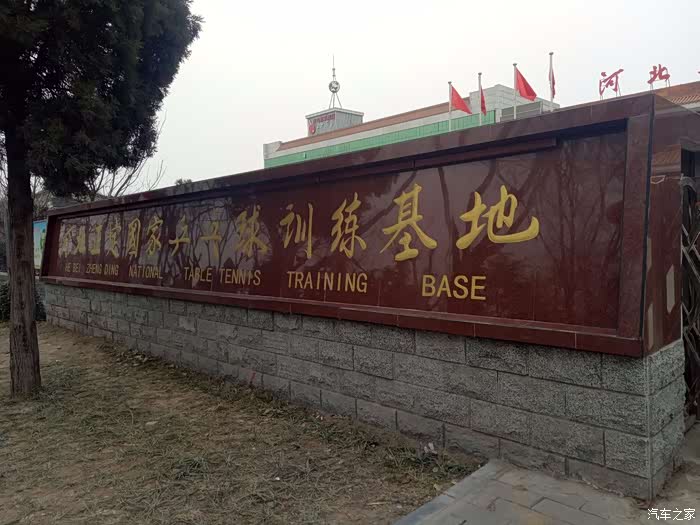 河北
河北正定国家乒乓球训练基地
HE BEI ZHENG DING NATIONAL TABLE TENNIS TRAINING BASE
汽车之家